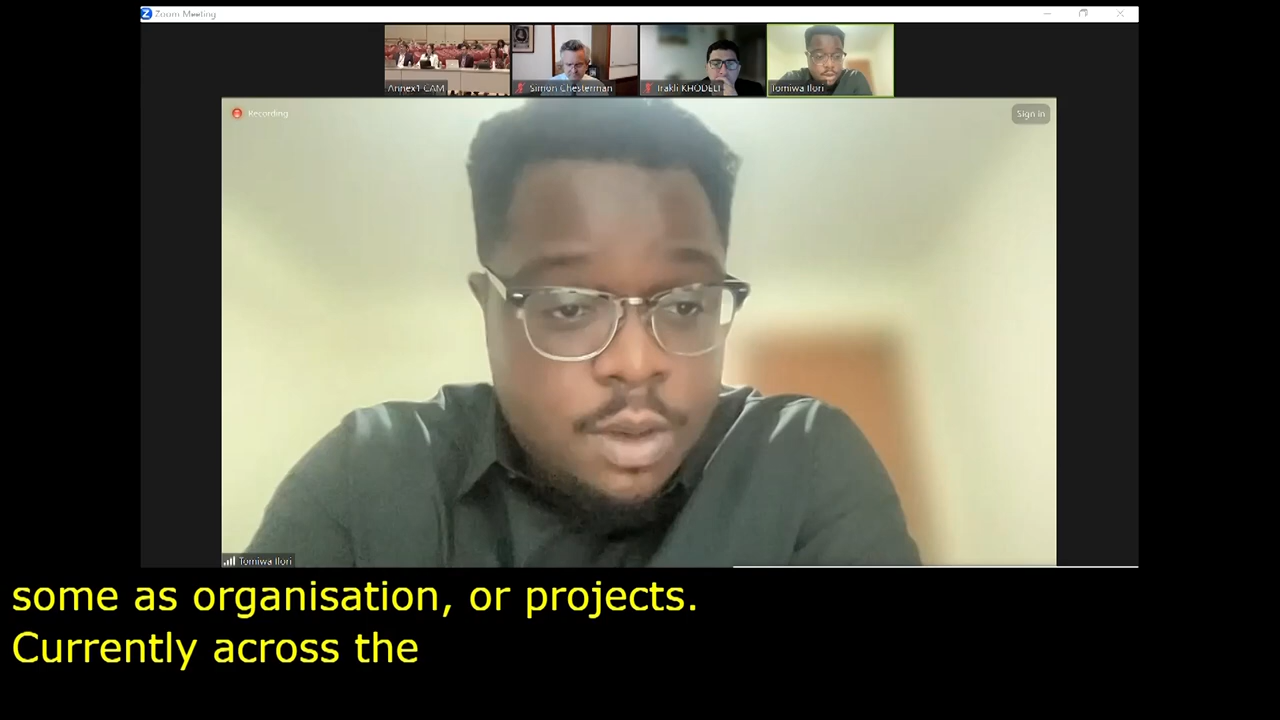 Zoom Meeting
Annex1 CAM
Simon Chesterman
Irakli KHODELI
Tomiwa Ilori
Recording
Sign in
Tomiwa Ilori
some as organisation, or projects.
Currently across the